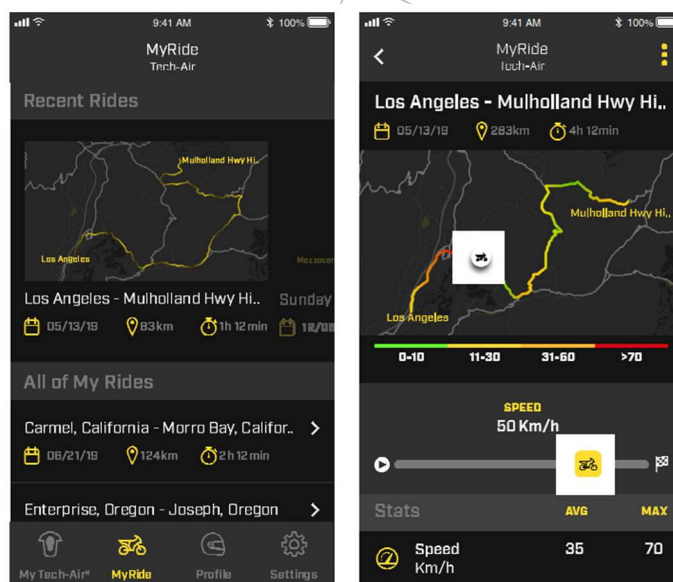 9:41 AM 100%
MyRide
Tech-Air
Recent Rides
Mulholland Hwy Hi..
Los Angeles
Los Angeles - Mulholland Hwy Hi..
Sunday
05/13/19 83km 1h 12min
All of My Rides
Carmel, California - Morro Bay, Califor..
08/21/19 124km 2h 12min
Enterprise, Oregon - Joseph, Oregon
My Tech-Air® MyRide Profile Settings
9:41 AM 100%
MyRide
Tech-Air
Los Angeles - Mulholland Hwy Hi..
05/13/19 283km 4h 12min
Mulholland Hwy Hi..
Los Angeles
0-10 11-30 31-60 >70
SPEED
50 Km/h
Stats AVG MAX
Speed 35 70
Km/h